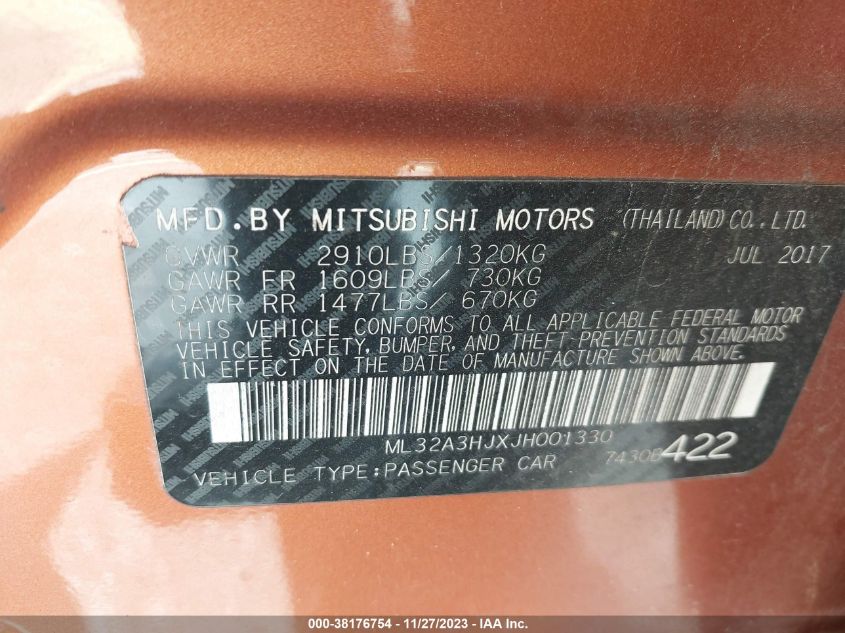 MFD.BY MITSUBISHI MOTORS (THAILAND)CO.,LTD.
GVWR 2910LBS/1320KG JUL 2017
GAWR FR 1609LBS/ 730KG
GAWR RR 1477LBS/ 670KG
THIS VEHICLE CONFORMS TO ALL APPLICABLE FEDERAL MOTOR
VEHICLE SAFETY, BUMPER, AND THEFT-PREVENTION STANDARDS
IN EFFECT ON THE DATE OF MANUFACTURE SHOWN ABOVE.
ML32A3HJXJH001330
VEHICLE TYPE:PASSENGER CAR 7430B422
000-38176754 - 11/27/2023 - IAA Inc.